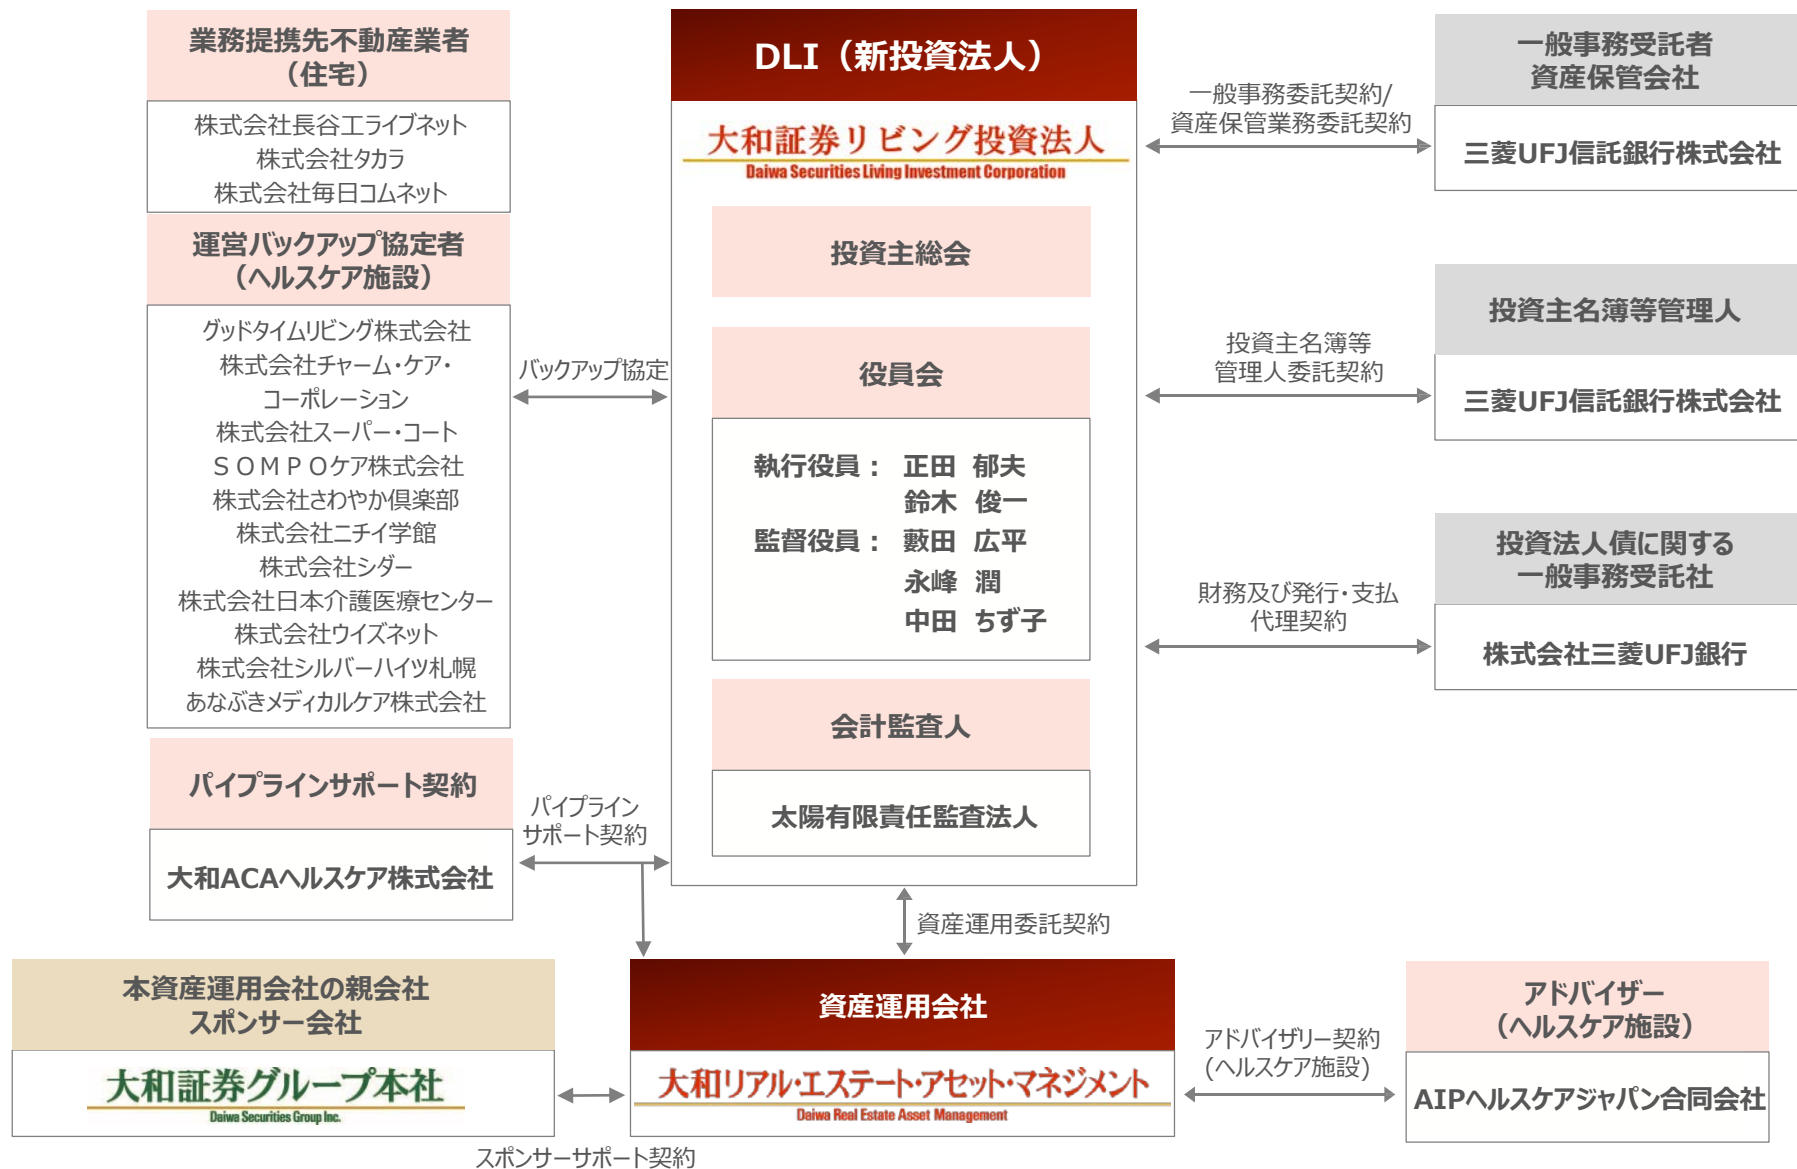 業務提携先不動産業者
（住宅）
株式会社長谷工ライブネット
株式会社タカラ
株式会社毎日コムネット
運営バックアップ協定者
（ヘルスケア施設）
グッドタイムリビング株式会社
株式会社チャーム・ケア・
コーポレーション
株式会社スーパー・コート
ＳＯＭＰＯケア株式会社
株式会社さわやか倶楽部
株式会社ニチイ学館
株式会社シダー
株式会社日本介護医療センター
株式会社ウイズネット
株式会社シルバーハイツ札幌
あなぶきメディカルケア株式会社
バックアップ協定
パイプラインサポート契約
大和ACAヘルスケア株式会社
パイプライン
サポート契約
DLI（新投資法人）
大和証券リビング投資法人
Daiwa Securities Living Investment Corporation
投資主総会
役員会
執行役員： 正田 郁夫
鈴木 俊一
監督役員： 藪田 広平
永峰 潤
中田 ちず子
会計監査人
太陽有限責任監査法人
一般事務委託契約/
資産保管業務委託契約
一般事務受託者
資産保管会社
三菱UFJ信託銀行株式会社
投資主名簿等
管理人委託契約
投資主名簿等管理人
三菱UFJ信託銀行株式会社
財務及び発行・支払
代理契約
投資法人債に関する
一般事務受託社
株式会社三菱UFJ銀行
資産運用委託契約
本資産運用会社の親会社
スポンサー会社
大和証券グループ本社
Daiwa Securities Group Inc.
スポンサーサポート契約
資産運用会社
大和リアル・エステート・アセット・マネジメント
Daiwa Real Estate Asset Management
アドバイザリー契約
(ヘルスケア施設)
アドバイザー
（ヘルスケア施設）
AIPヘルスケアジャパン合同会社